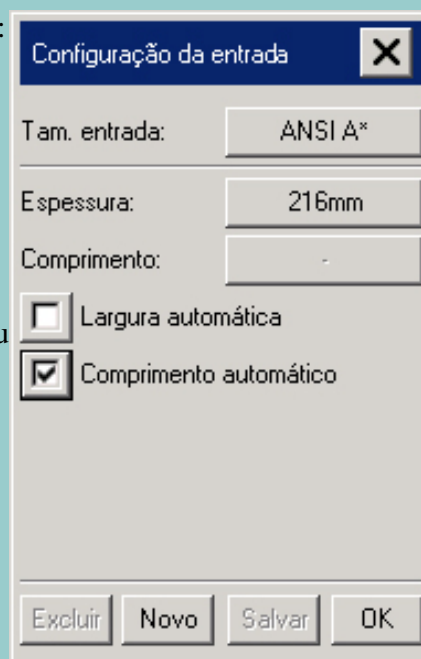 :
Configuração da entrada
Tam. entrada: ANSI A*
Espessura: 216mm
Comprimento: -
Largura automática
u
Comprimento automático
Excluir Novo Salvar OK